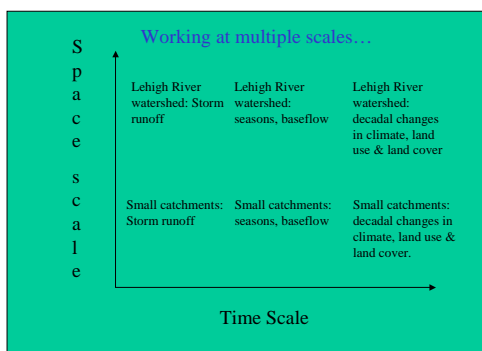 Working at multiple scales…
Space scale
Lehigh River
watershed: Storm
runoff
Lehigh River
watershed:
seasons, baseflow
Lehigh River
watershed:
decadal changes
in climate, land
use & land cover
Small catchments:
Storm runoff
Small catchments:
seasons, baseflow
Small catchments:
decadal changes in
climate, land use &
land cover.
Time Scale